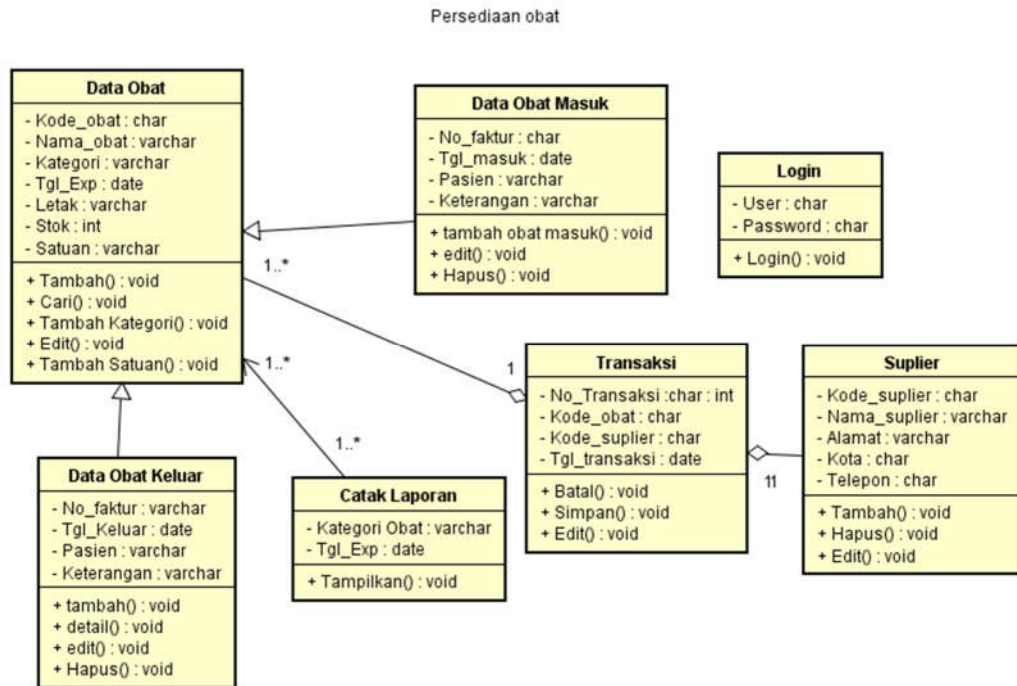 Persediaan obat
Data Obat
- Kode_obat : char
- Nama_obat : varchar
- Kategori : varchar
- Tgl_Exp : date
- Letak : varchar
- Stok : int
- Satuan : varchar
+ Tambah() : void
+ Cari() : void
+ Tambah Kategori() : void
+ Edit() : void
+ Tambah Satuan() : void
Data Obat Masuk
- No_faktur : char
- Tgl_masuk : date
- Pasien : varchar
- Keterangan : varchar
+ tambah obat masuk() : void
+ edit() : void
+ Hapus() : void
Login
- User : char
- Password : char
+ Login() : void
1..*
1
1..*
1..*
Transaksi
- No_Transaksi :char : int
- Kode_obat : char
- Kode_suplier : char
- Tgl_transaksi : date
+ Batal() : void
+ Simpan() : void
+ Edit() : void
11
Suplier
- Kode_suplier : char
- Nama_suplier : varchar
- Alamat : varchar
- Kota : char
- Telepon : char
+ Tambah() : void
+ Hapus() : void
+ Edit() : void
Data Obat Keluar
- No_faktur : varchar
- Tgl_Keluar : date
- Pasien : varchar
- Keterangan : varchar
+ tambah() : void
+ detail() : void
+ edit() : void
+ Hapus() : void
Catak Laporan
- Kategori Obat : varchar
- Tgl_Exp : date
+ Tampilkan() : void